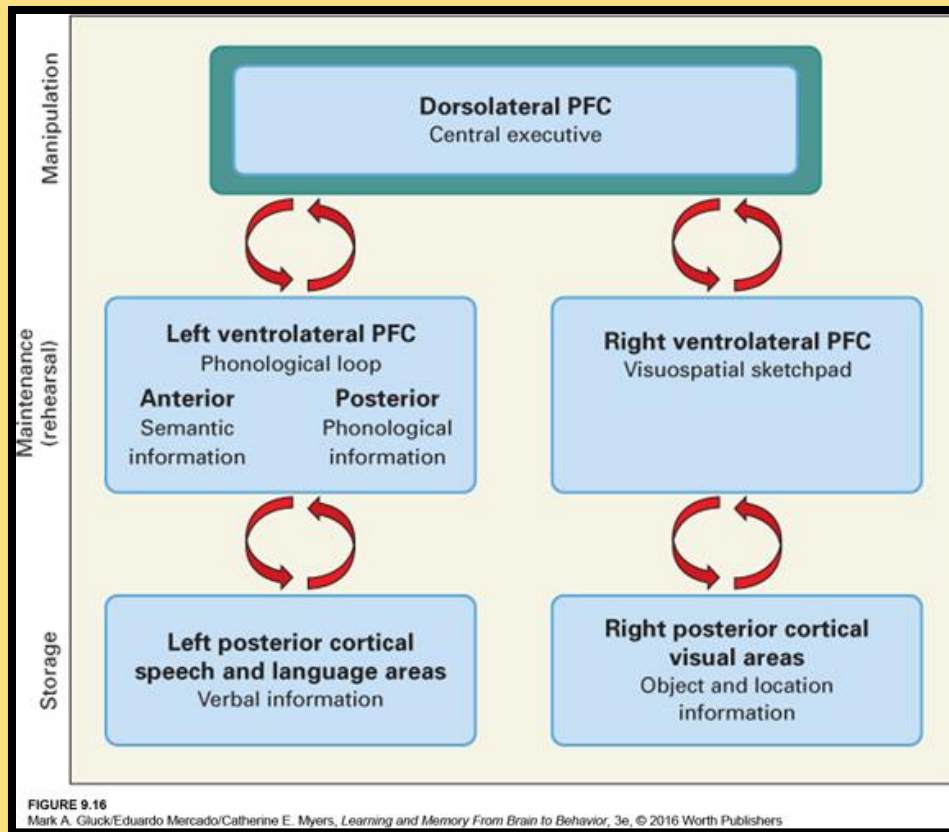 Manipulation
Dorsolateral PFC
Central executive
Maintenance
(rehearsal)
Left ventrolateral PFC
Phonological loop
Anterior
Semantic
information
Posterior
Phonological
information
Right ventrolateral PFC
Visuospatial sketchpad
Storage
Left posterior cortical
speech and language areas
Verbal information
Right posterior cortical
visual areas
Object and location
information
FIGURE 9.16
Mark A. Gluck/Eduardo Mercado/Catherine E. Myers, Learning and Memory From Brain to Behavior, 3e, © 2016 Worth Publishers